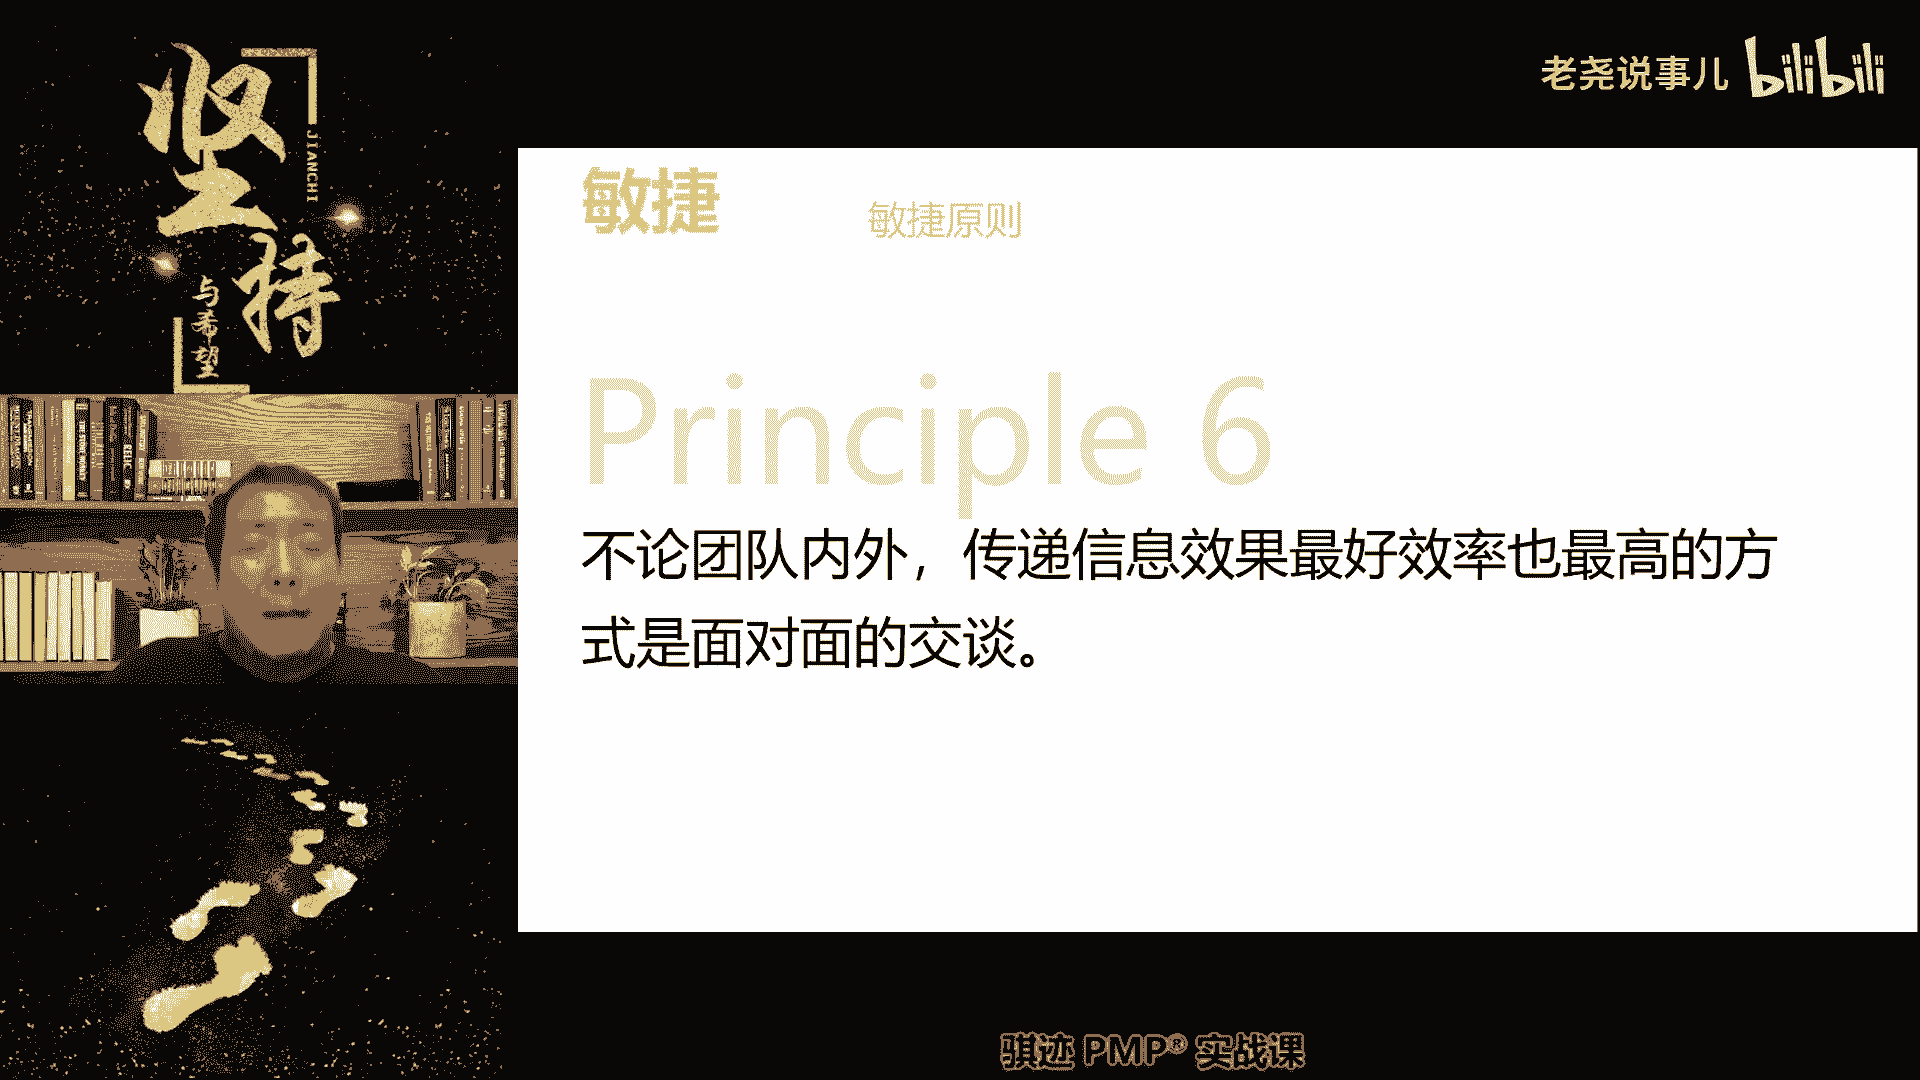 坚持
JIANCHI
与希望
老尧说事儿 bilibili
敏捷 敏捷原则
Principle 6
不论团队内外，传递信息效果最好效率也最高的方
式是面对面的交谈。
骐迹 PMP® 实战课